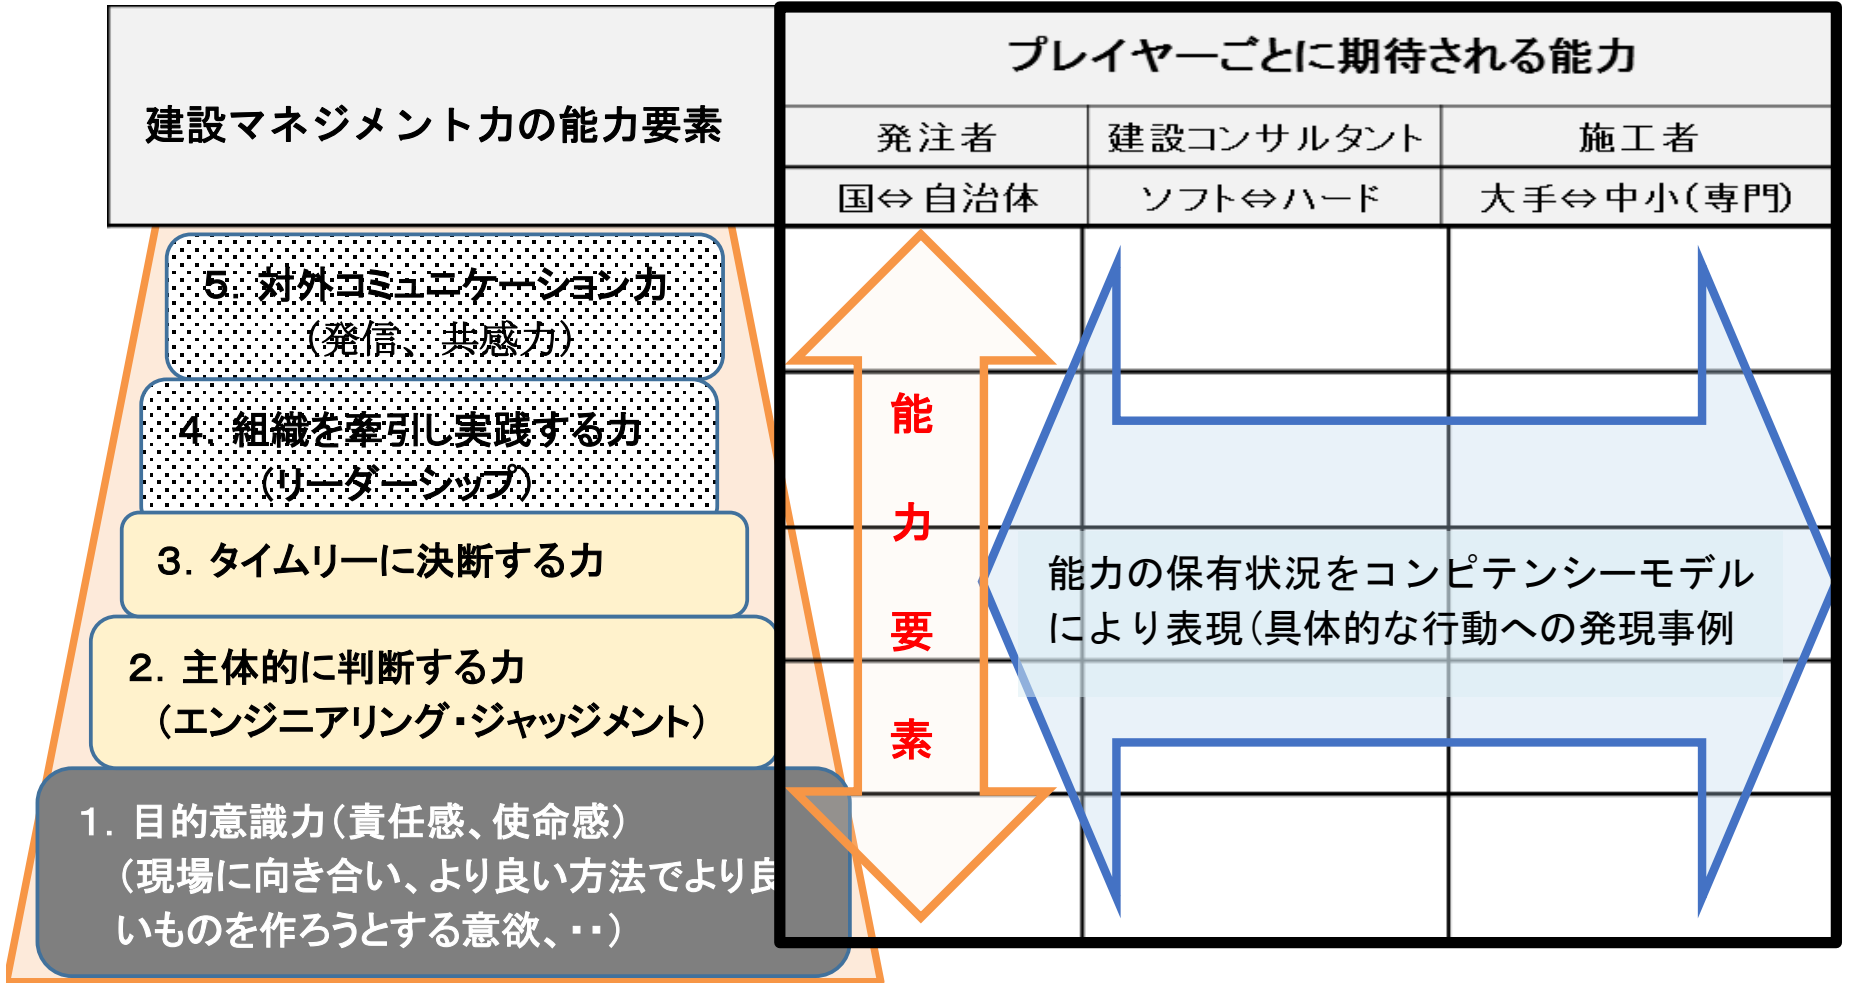 建設マネジメント力の能力要素
プレイヤーごとに期待される能力
発注者
建設コンサルタント
施工者
国⇔自治体
ソフト⇔ハード
大手⇔中小(専門)
5. 対外コミュニケーション力
(発信、共感力)
4. 組織を牽引し実践する力
(リーダーシップ)
3. タイムリーに決断する力
2. 主体的に判断する力
(エンジニアリング・ジャッジメント)
1. 目的意識力(責任感、使命感)
(現場に向き合い、より良い方法でより良
いものを作ろうとする意欲、・・)
能
力
要
素
能力の保有状況をコンピテンシーモデル
により表現(具体的な行動への発現事例